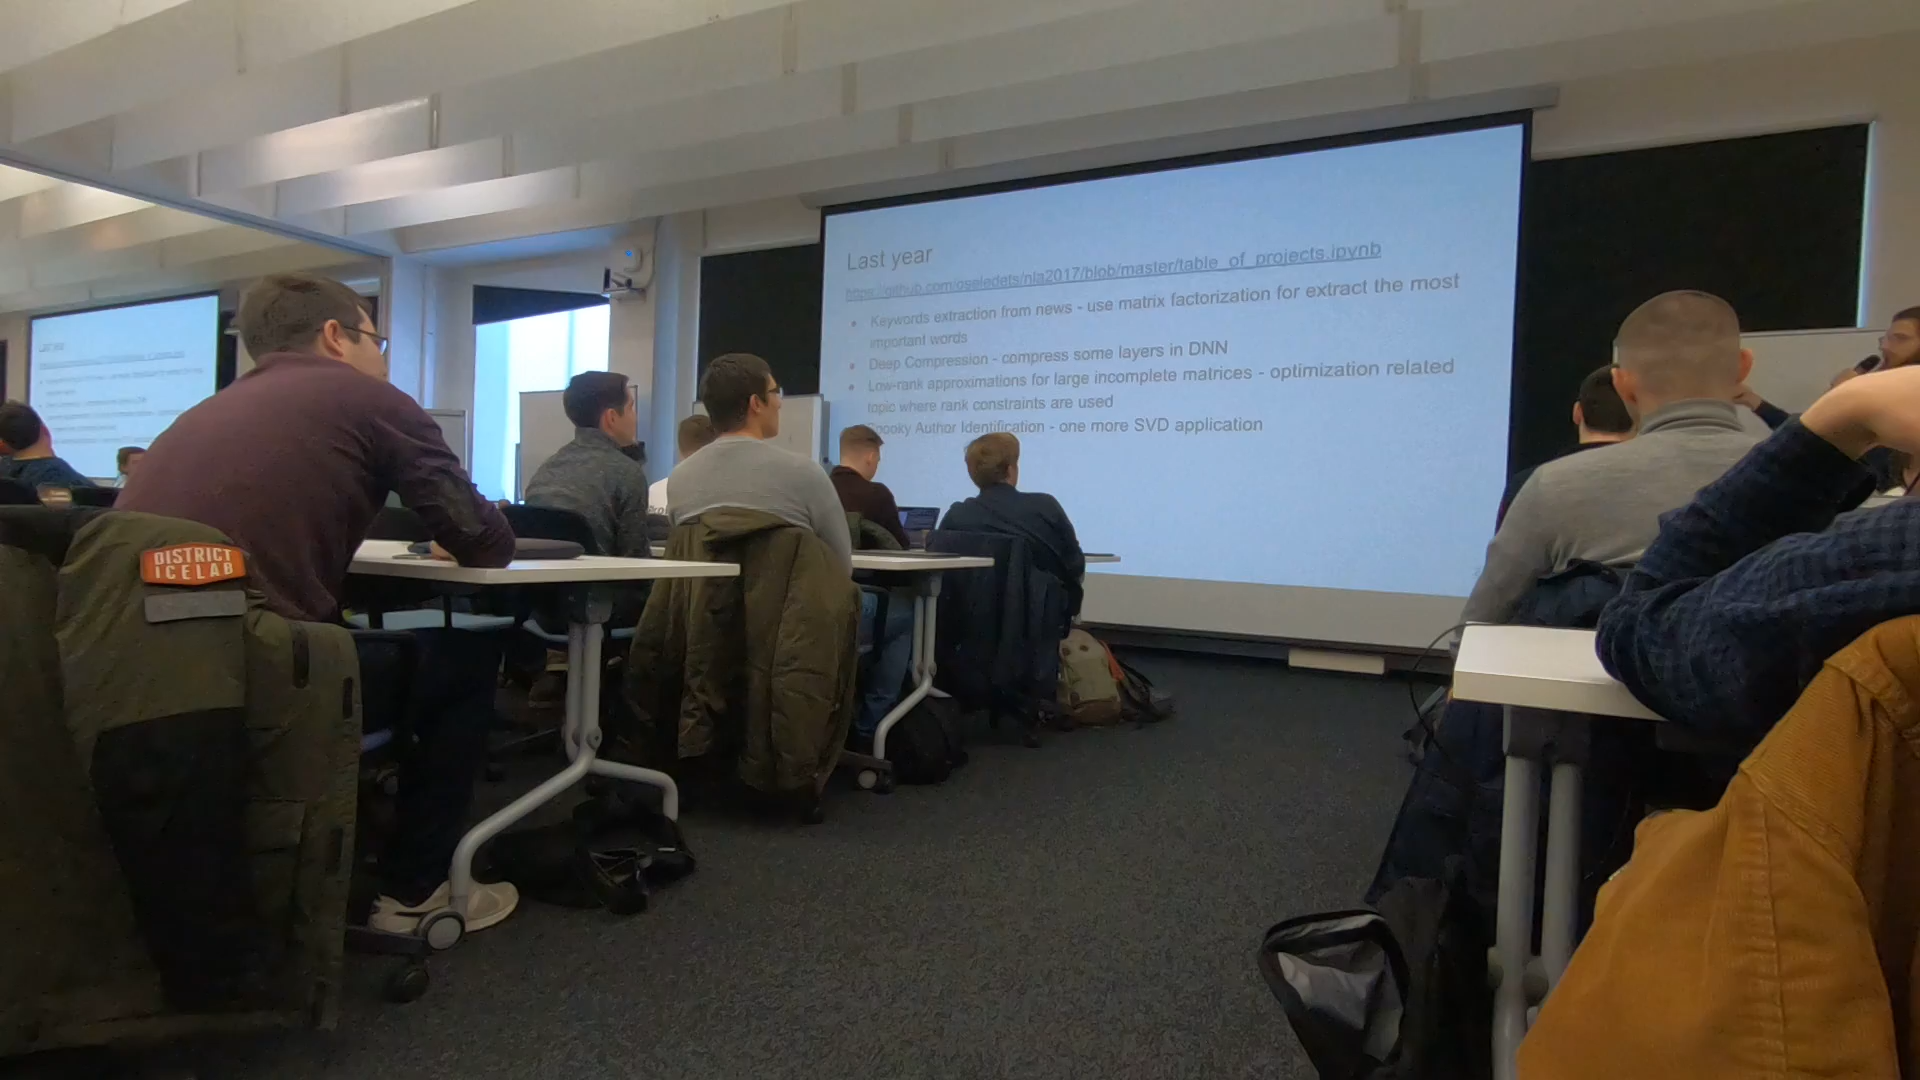 Last year
https://github.com/oseledets/nla2017/blob/master/table_of_projects.ipynb
Keywords extraction from news - use matrix factorization for extract the most
important words
Deep Compression - compress some layers in DNN
Low-rank approximations for large incomplete matrices - optimization related
topic where rank constraints are used
Spooky Author Identification - one more SVD application
DISTRICT
ICELAB